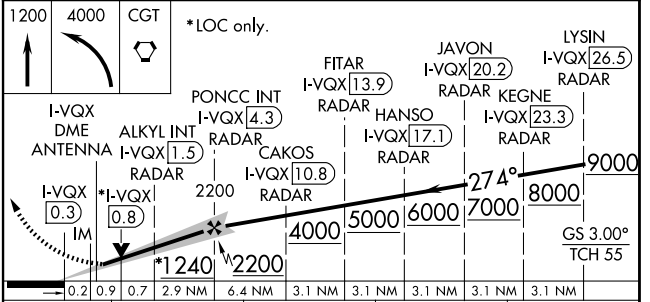 1200
4000
CGT
*LOC only.
LYSIN
I-VQX 26.5
RADAR
JAVON
I-VQX 20.2
RADAR
FITAR
I-VQX 13.9
RADAR
KEGNE
I-VQX 23.3
RADAR
PONCC INT
I-VQX 4.3
RADAR
HANSO
I-VQX 17.1
RADAR
I-VQX
DME
ANTENNA
ALKYL INT
I-VQX 1.5
RADAR
CAKOS
I-VQX 10.8
RADAR
I-VQX
0.3
*I-VQX
0.8
IM
2200
274°
9000
8000
7000
6000
5000
4000
2200
*1240
GS 3.00°
TCH 55
0.2 0.9 0.7 2.9 NM 6.4 NM 3.1 NM 3.1 NM 3.1 NM 3.1 NM 3.1 NM